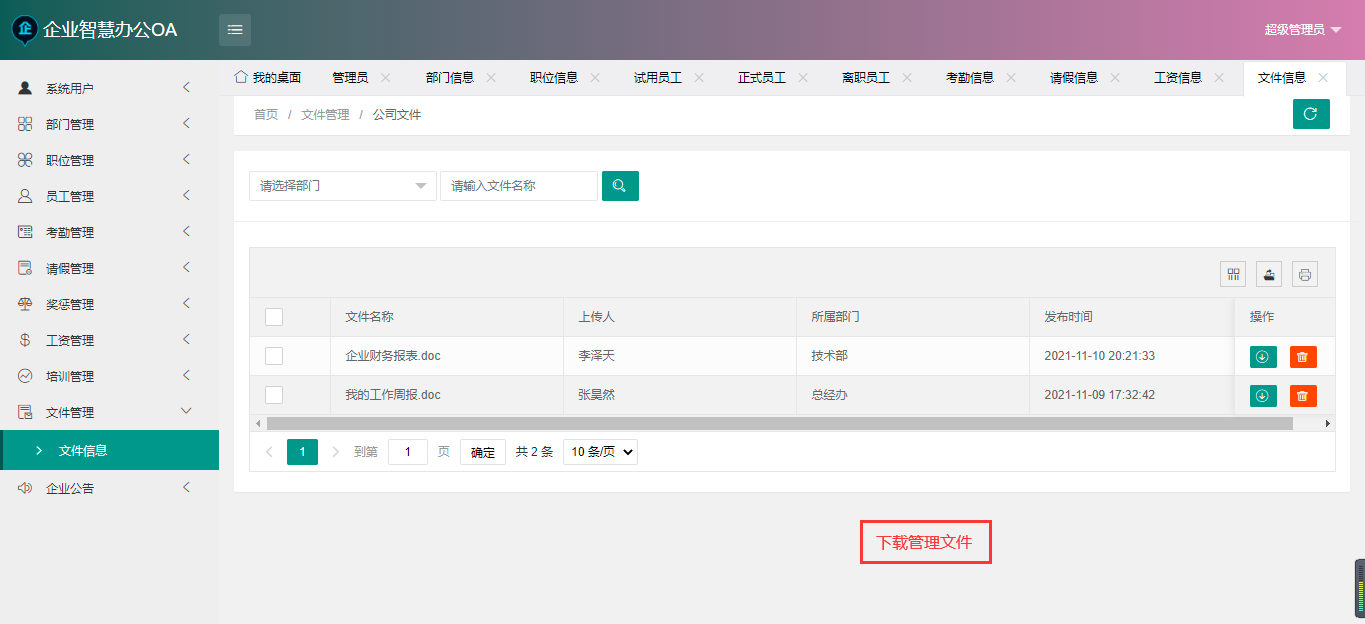 企 企业智慧办公OA
超级管理员
系统用户
部门管理
职位管理
员工管理
考勤管理
请假管理
奖惩管理
工资管理
培训管理
文件管理
文件信息
企业公告
我的桌面 管理员 部门信息 职位信息 试用员工 正式员工 离职员工 考勤信息 请假信息 工资信息 文件信息
首页 / 文件管理 / 公司文件
请选择部门 请输入文件名称
文件名称 上传人 所属部门 发布时间 操作
企业财务报表.doc 李泽天 技术部 2021-11-10 20:21:33
我的工作周报.doc 张昊然 总经办 2021-11-09 17:32:42
1 到第 1 页 确定 共 2 条 10 条/页
下载管理文件